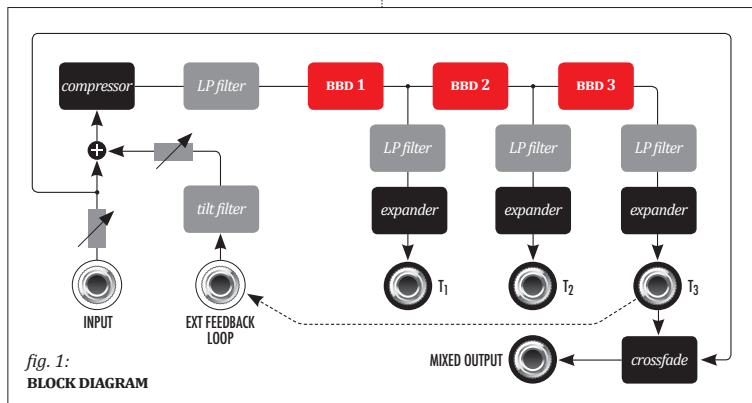 compressor
LP filter
BBD 1
BBD 2
BBD 3
+
LP filter
LP filter
LP filter
tilt filter
expander
expander
expander
T1
T2
T3
INPUT
EXT FEEDBACK
LOOP
MIXED OUTPUT
crossfade
fig. 1:
BLOCK DIAGRAM